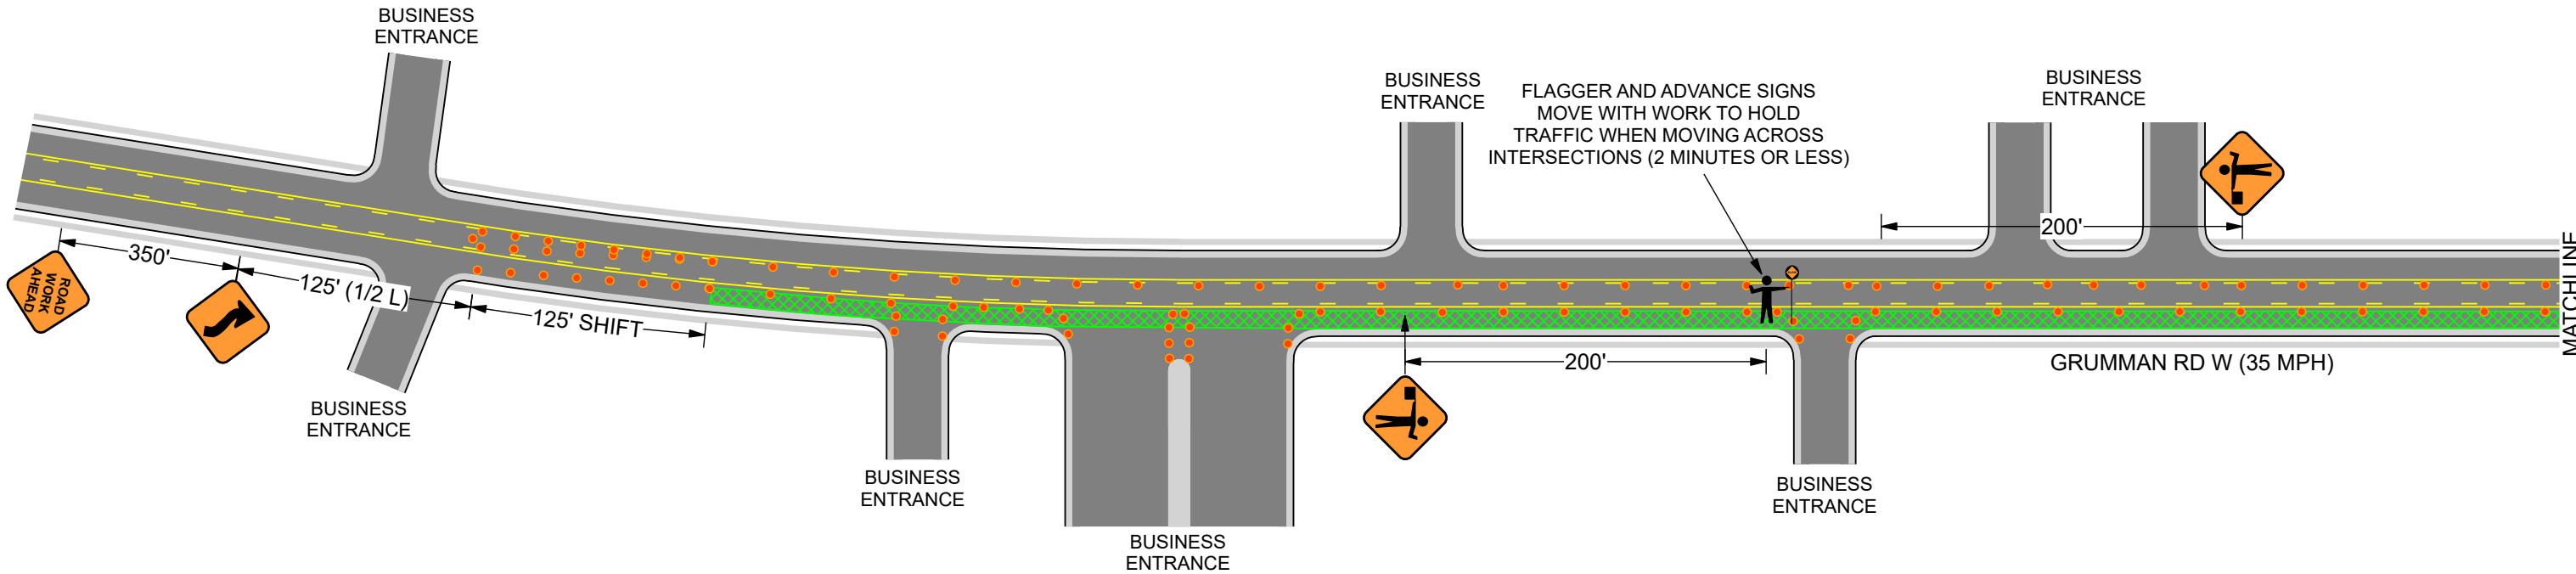 BUSINESS
ENTRANCE
BUSINESS
ENTRANCE
FLAGGER AND ADVANCE SIGNS
MOVE WITH WORK TO HOLD
TRAFFIC WHEN MOVING ACROSS
INTERSECTIONS (2 MINUTES OR LESS)
BUSINESS
ENTRANCE
ROAD
WORK
AHEAD
350'
125' (1/2 L)
125' SHIFT
200'
200'
MATCH LINE
GRUMMAN RD W (35 MPH)
BUSINESS
ENTRANCE
BUSINESS
ENTRANCE
BUSINESS
ENTRANCE
BUSINESS
ENTRANCE